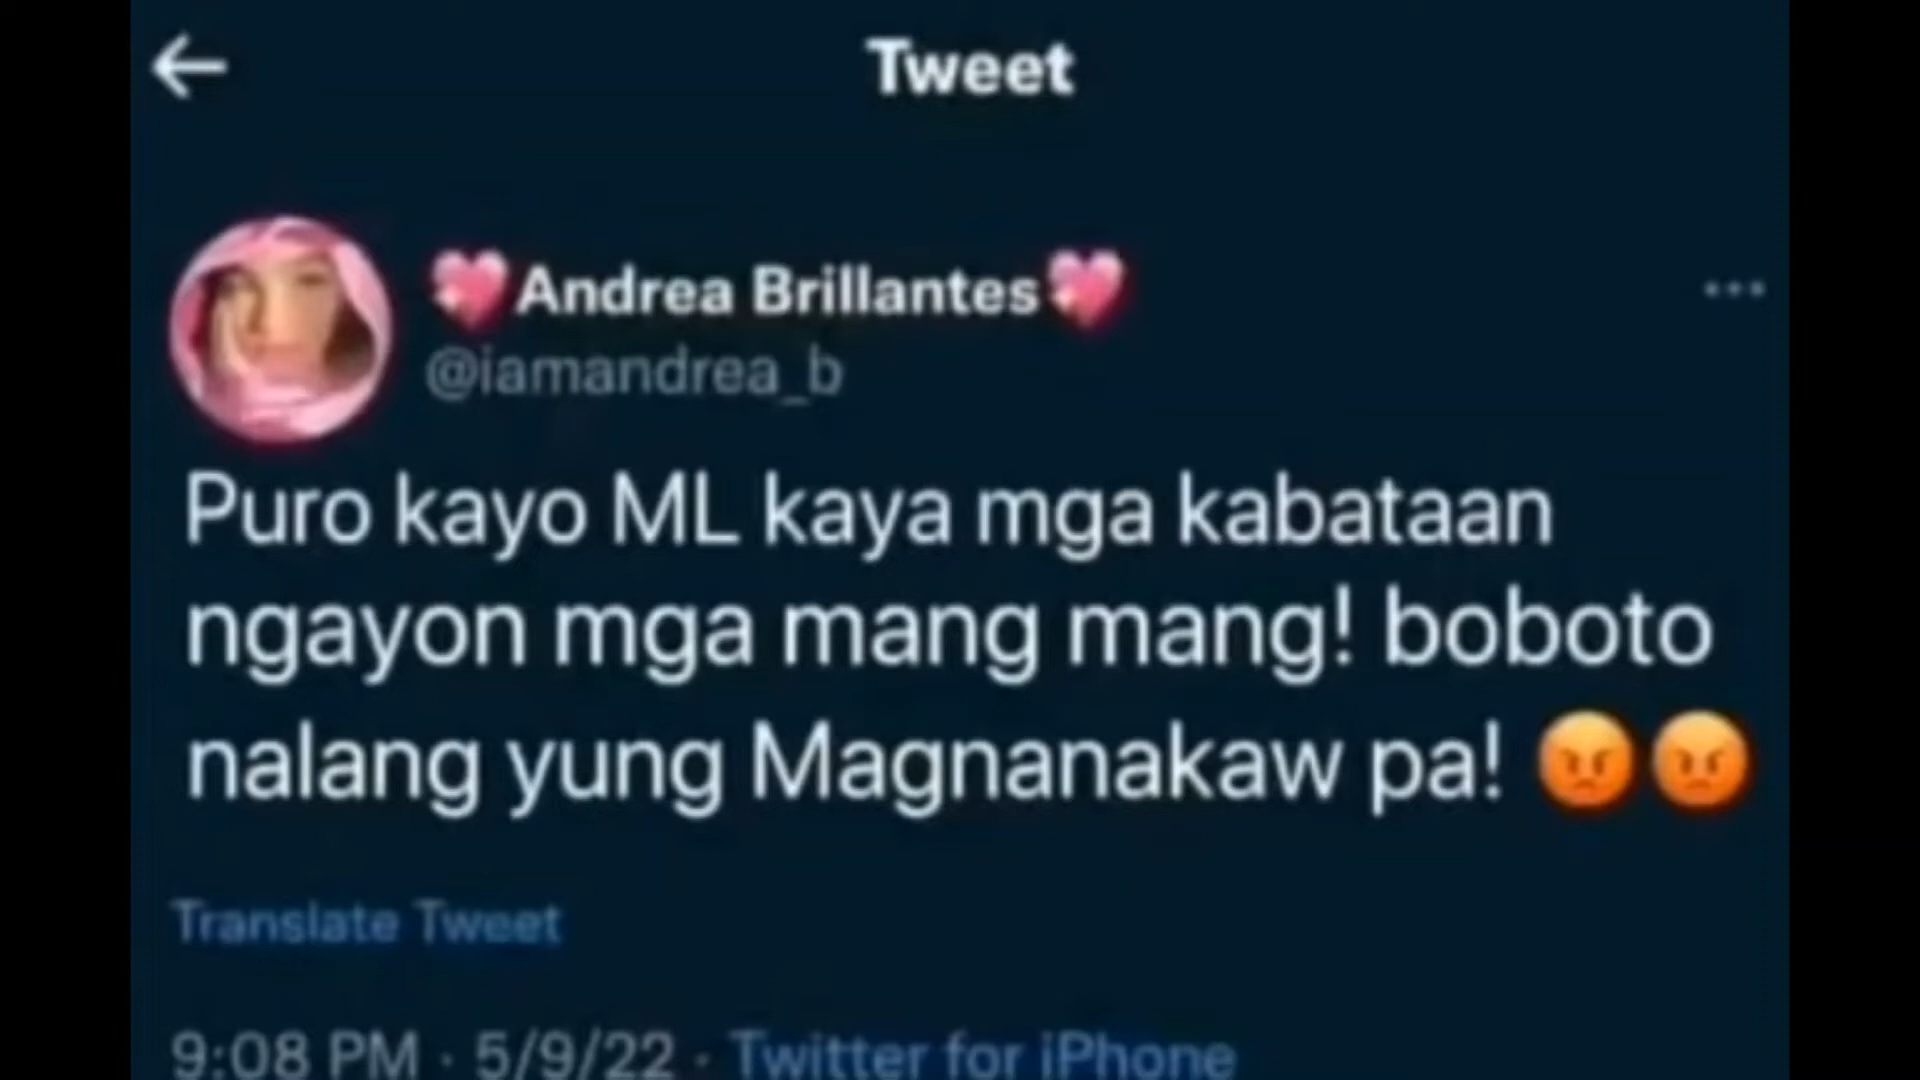 Tweet
💖Andrea Brillantes💖
@iamandrea_b
Puro kayo ML kaya mga kabataan
ngayon mga mang mang! boboto
nalang yung Magnanakaw pa! 😡😡
Translate Tweet
9:08 PM · 5/9/22 · Twitter for iPhone